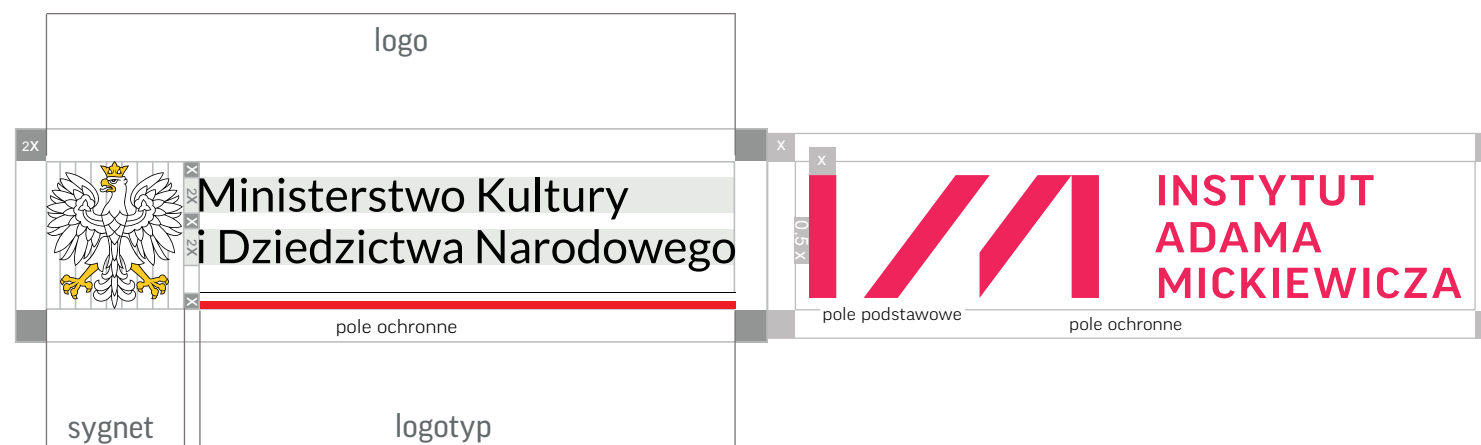 logo
2X
X
X
X
Ministerstwo Kultury
2X
X
i Dziedzictwa Narodowego
2X
X
0,5 x
INSTYTUT
ADAMA
MICKIEWICZA
pole ochronne
pole podstawowe
pole ochronne
sygnet
logotyp